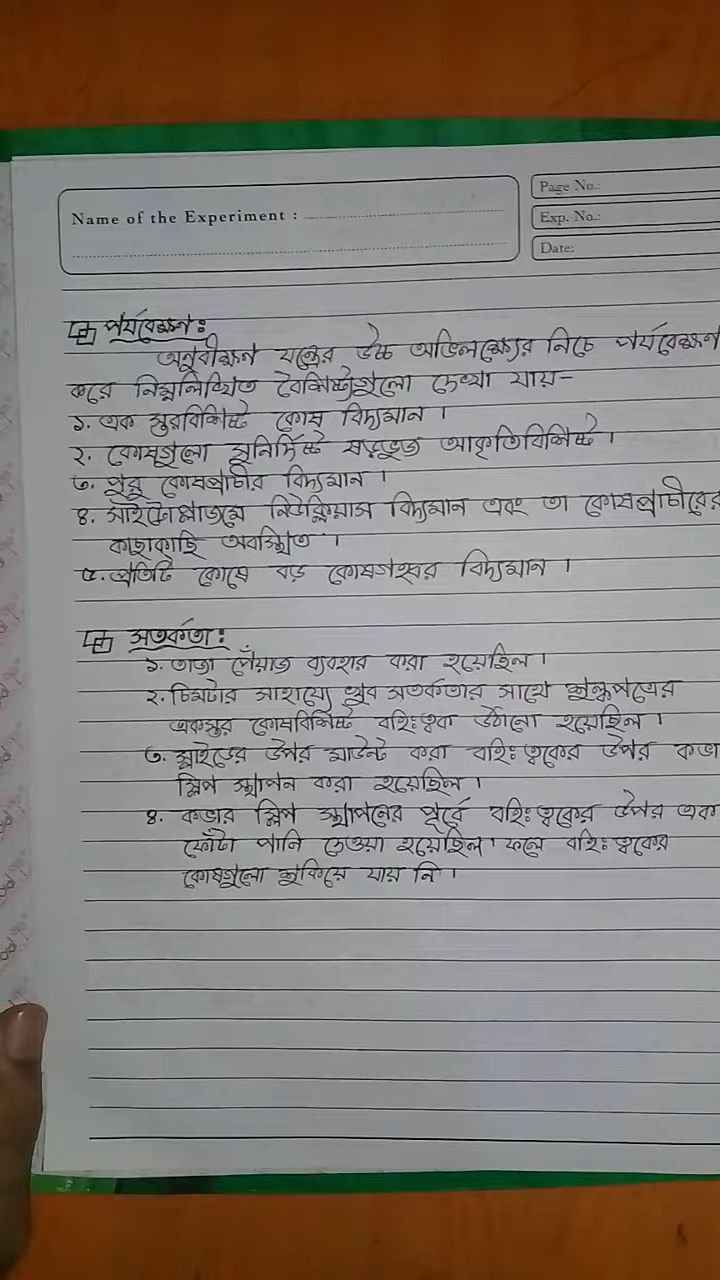 Name of the Experiment :
Page No.:
Exp. No.:
Date:
পর্যবেক্ষণ:
অনুবীক্ষণ যন্ত্রের উচ্চ অভিলক্ষ্যের নিচে পর্যবেক্ষণ
করে নিম্নলিখিত বৈশিষ্ট্যগুলো দেখা যায়-
১. এক স্তরবিশিষ্ট কোষ বিদ্যমান।
২. কোষগুলো সুনির্দিষ্ট ষড়ভুজ আকৃতিবিশিষ্ট।
৩. পুরু কোষপ্রাচীর বিদ্যমান।
৪. সাইটোপ্লাজমে নিউক্লিয়াস বিদ্যমান এবং তা কোষপ্রাচীরের
কাছাকাছি অবস্থিত।
৫. প্রতিটি কোষে বড় কোষগহ্বর বিদ্যমান।
সতর্কতা:
১. তাজা পেঁয়াজ ব্যবহার করা হয়েছিল।
২. চিমটার সাহায্যে খুব সতর্কতার সাথে শুল্কপত্রের
একস্তর কোষবিশিষ্ট বহিঃত্বক উঠানো হয়েছিল।
৩. স্লাইডের উপর মাউন্ট করা বহিঃত্বকের উপর কভা
স্লিপ স্থাপন করা হয়েছিল।
৪. কভার স্লিপ স্থাপনের পূর্বে বহিঃত্বকের উপর এক
ফোঁটা পানি দেওয়া হয়েছিল। ফলে বহিঃত্বকের
কোষগুলো শুকিয়ে যায় নি।